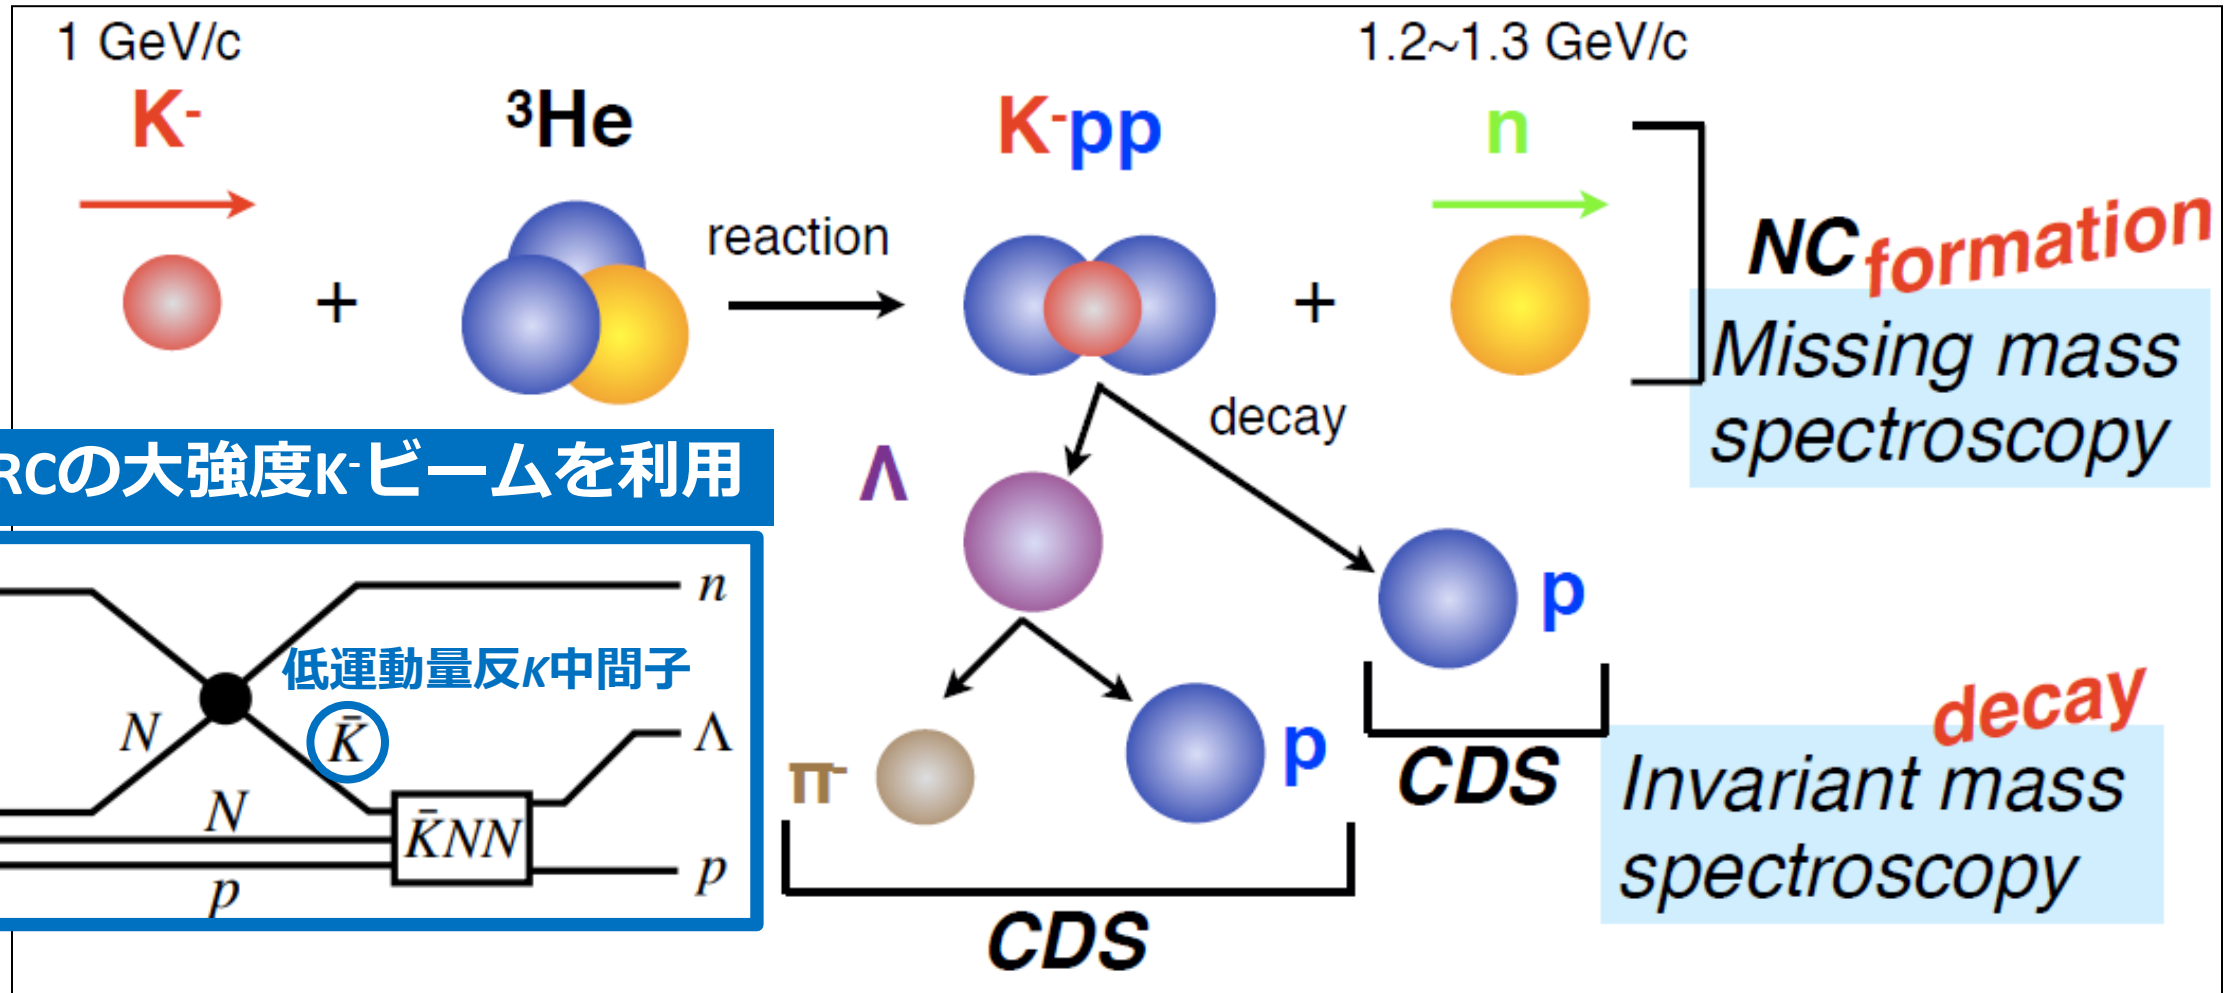 1 GeV/c
1.2~1.3 GeV/c
K-
³He
K-pp
n
reaction
+
+
NC formation
Missing mass
spectroscopy
decay
RCの大強度K-ビームを利用
Λ
p
n
低運動量反K中間子
N
K̄
Λ
N
K̄NN
p
p
π-
p
CDS
CDS
decay
Invariant mass
spectroscopy